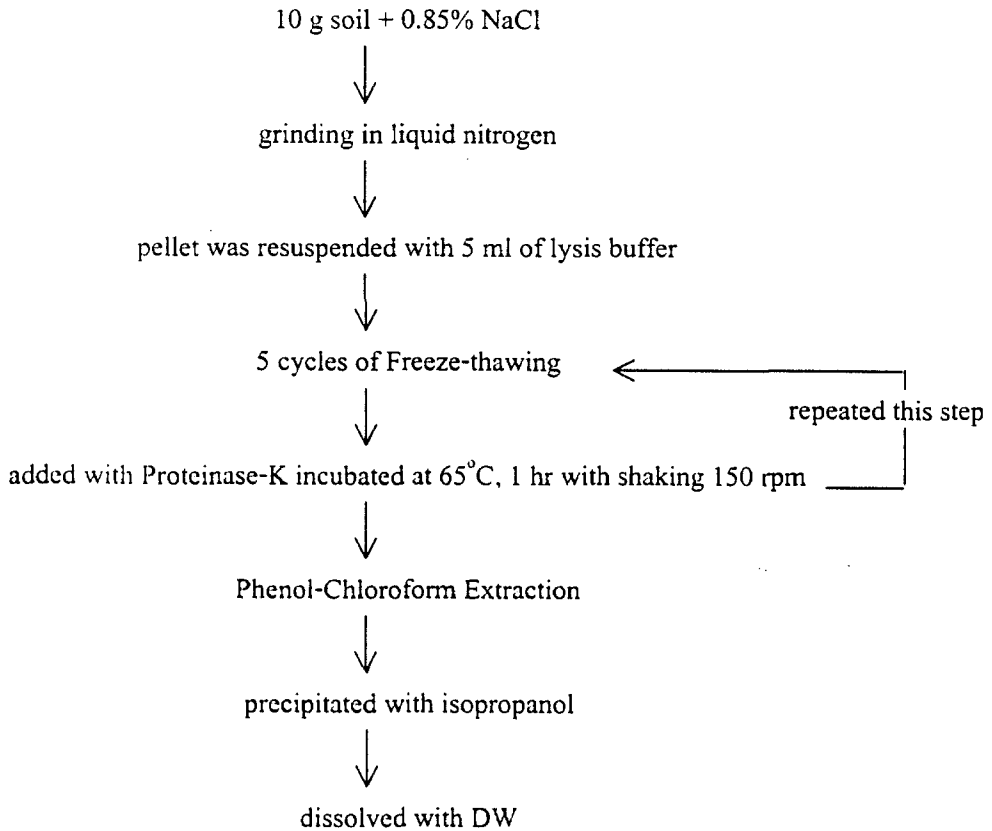 10 g soil + 0.85% NaCl
grinding in liquid nitrogen
pellet was resuspended with 5 ml of lysis buffer
5 cycles of Freeze-thawing
repeated this step
added with Proteinase-K incubated at 65°C, 1 hr with shaking 150 rpm
Phenol-Chloroform Extraction
precipitated with isopropanol
dissolved with DW